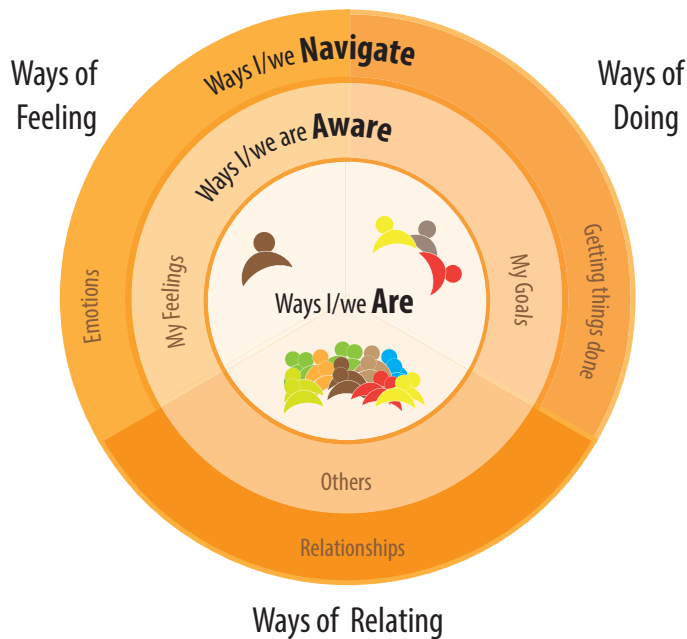 Ways of
Feeling
Ways I/we Navigate
Ways of
Doing
Ways I/we are Aware
Emotions
My Feelings
Ways I/we Are
My Goals
Getting things done
Others
Relationships
Ways of Relating